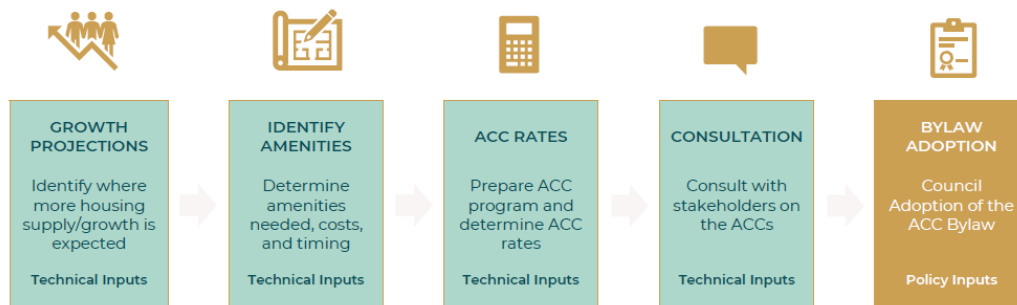 GROWTH
PROJECTIONS
Identify where
more housing
supply/growth is
expected
Technical Inputs
IDENTIFY
AMENITIES
Determine
amenities
needed, costs,
and timing
Technical Inputs
ACC RATES
Prepare ACC
program and
determine ACC
rates
Technical Inputs
CONSULTATION
Consult with
stakeholders on
the ACCs
Technical Inputs
BYLAW
ADOPTION
Council
Adoption of the
ACC Bylaw
Policy Inputs